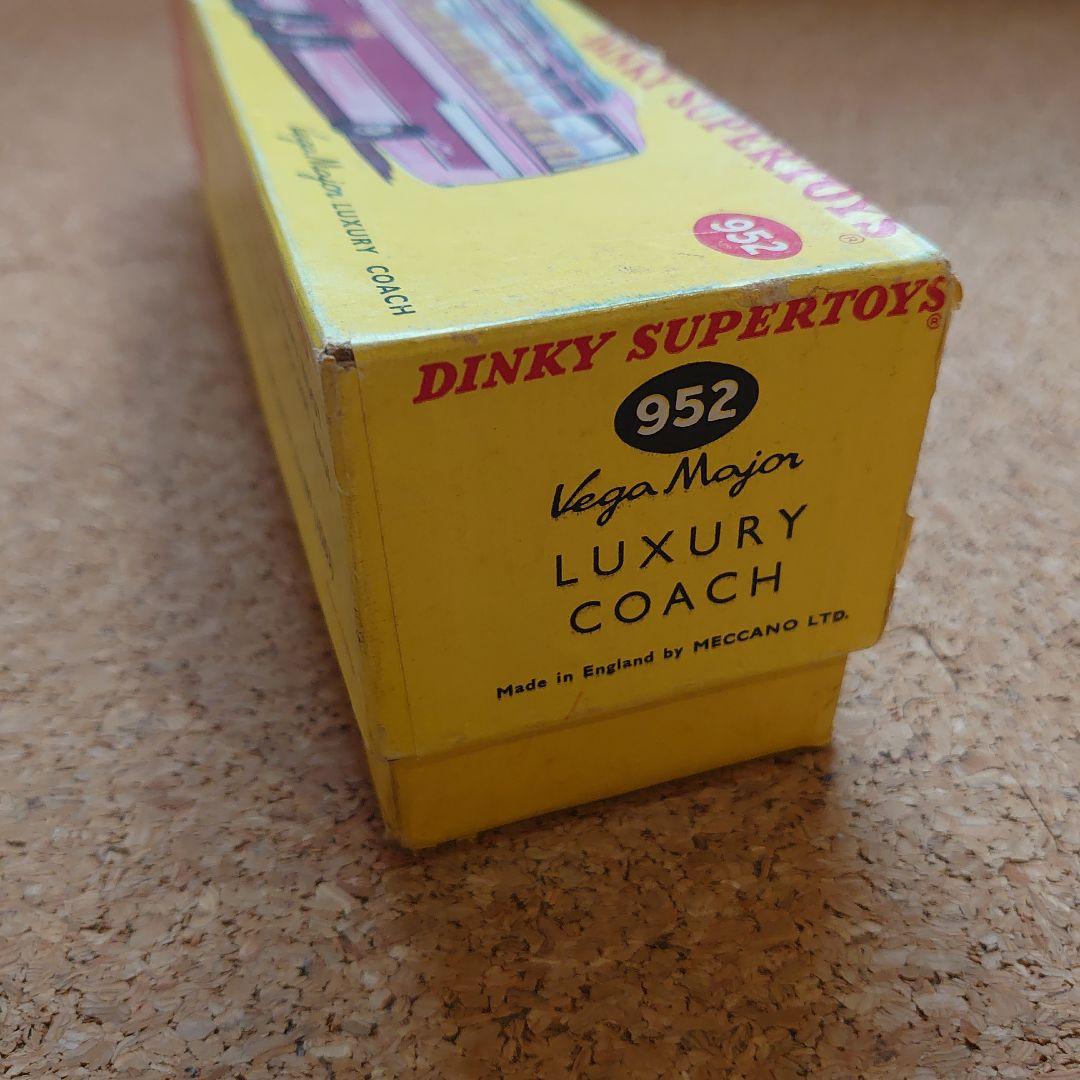 DINKY SUPERTOYS
®
952
Vega Major LUXURY COACH
DINKY SUPERTOYS
®
952
Vega Major
LUXURY
COACH
Made in England by MECCANO LTD.